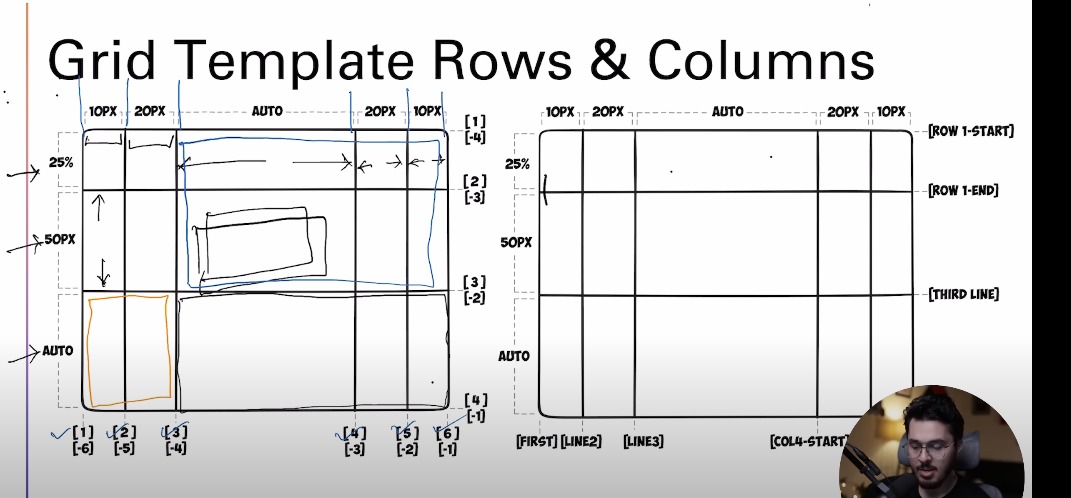 Grid Template Rows & Columns
10PX 20PX AUTO 20PX 10PX
25%
50PX
AUTO
[1]
[-4]
[2]
[-3]
[3]
[-2]
[4]
[-1]
[1] [2] [3] [4] [5] [6]
[-6] [-5] [-4] [-3] [-2] [-1]
10PX 20PX AUTO 20PX 10PX
25%
50PX
AUTO
[ROW 1-START]
[ROW 1-END]
[THIRD LINE]
[FIRST] [LINE2] [LINE3] [COL4-START]